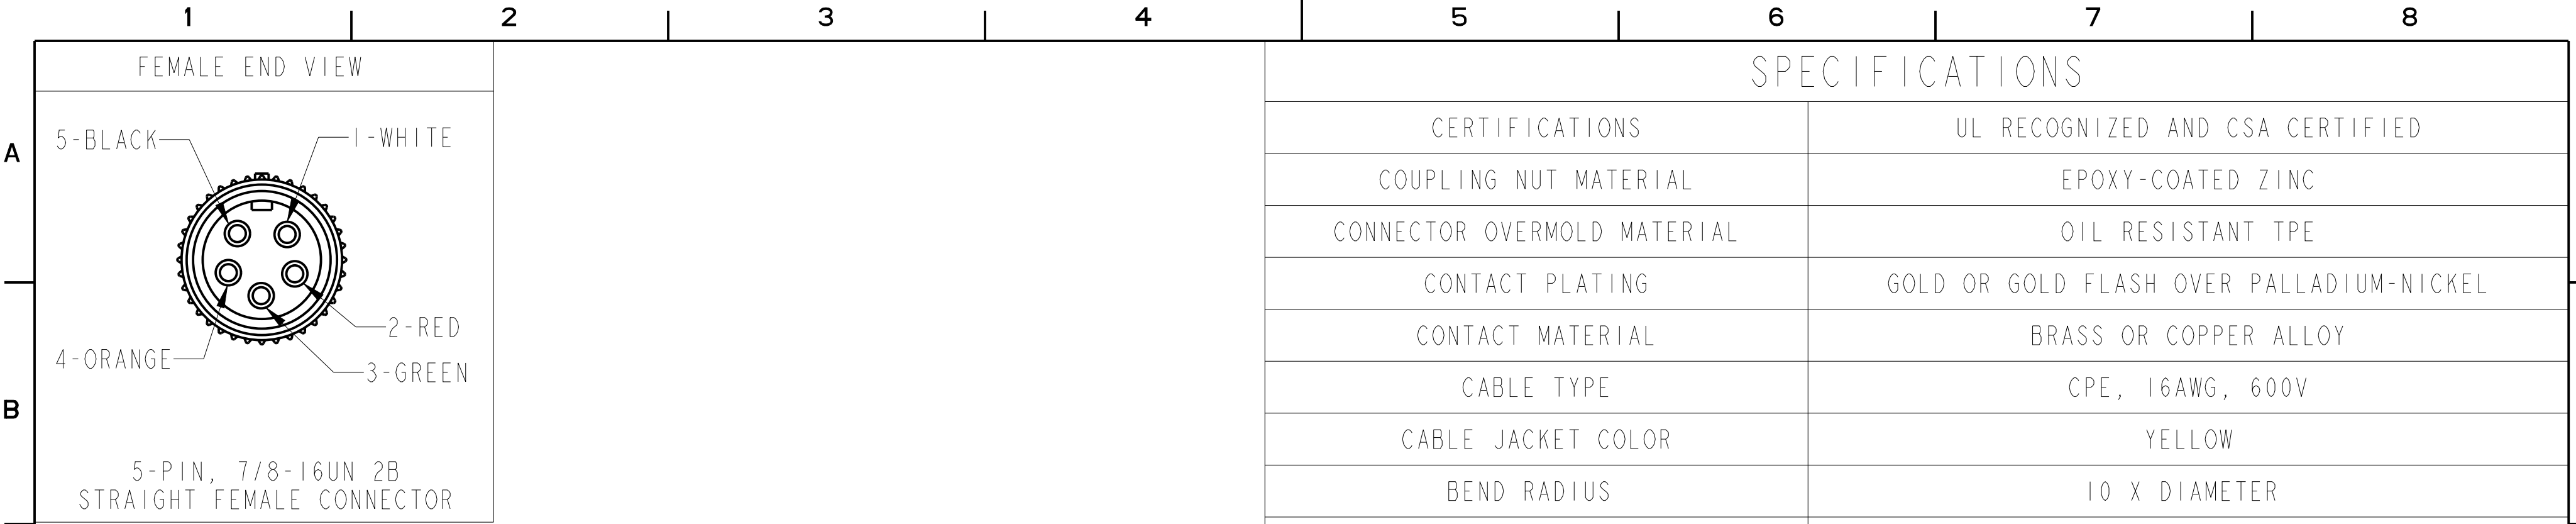 1 2 3 4 5 6 7 8
A
B
FEMALE END VIEW
5-BLACK
1-WHITE
2-RED
4-ORANGE
3-GREEN
5-PIN, 7/8-16UN 2B
STRAIGHT FEMALE CONNECTOR
SPECIFICATIONS
CERTIFICATIONS UL RECOGNIZED AND CSA CERTIFIED
COUPLING NUT MATERIAL EPOXY-COATED ZINC
CONNECTOR OVERMOLD MATERIAL OIL RESISTANT TPE
CONTACT PLATING GOLD OR GOLD FLASH OVER PALLADIUM-NICKEL
CONTACT MATERIAL BRASS OR COPPER ALLOY
CABLE TYPE CPE, 16AWG, 600V
CABLE JACKET COLOR YELLOW
BEND RADIUS 10 X DIAMETER